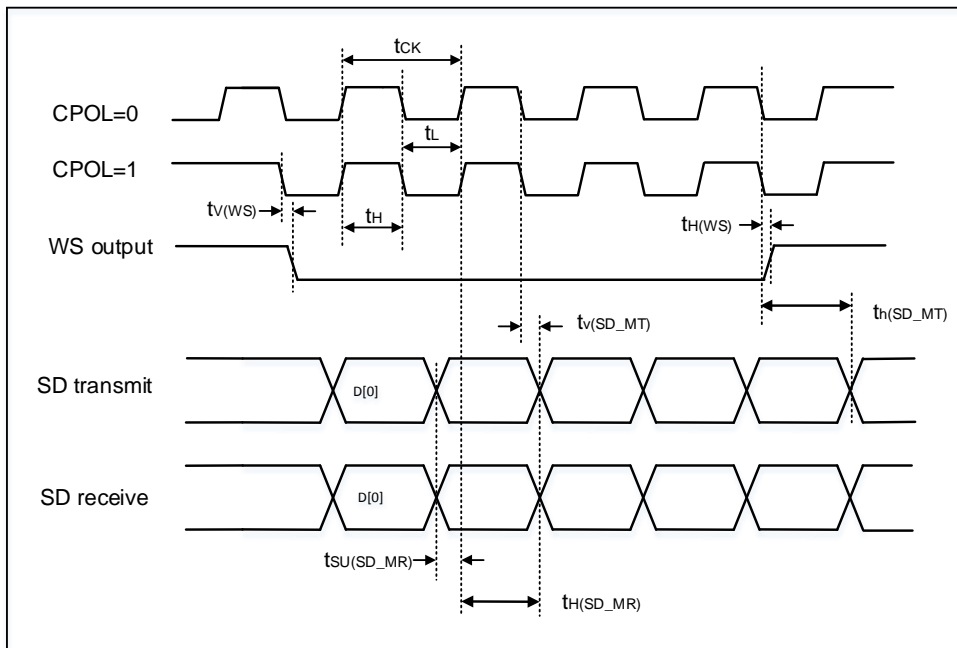 tCK
CPOL=0
tL
CPOL=1
tV(WS)
tH
tH(WS)
WS output
tv(SD_MT)
th(SD_MT)
SD transmit
D[0]
SD receive
D[0]
tSU(SD_MR)
tH(SD_MR)